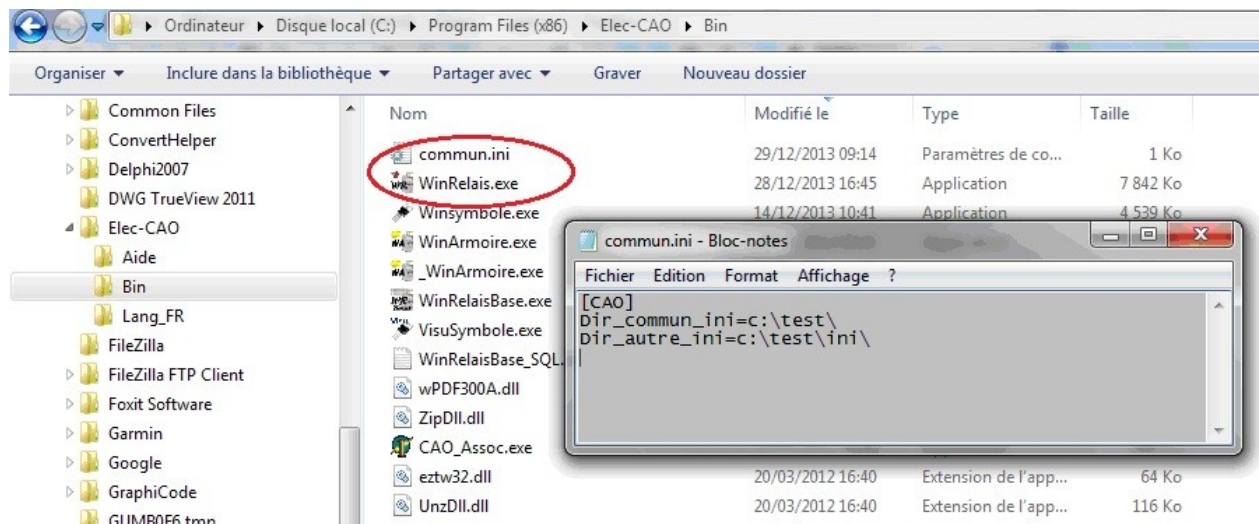 Ordinateur Disque local (C:) Program Files (x86) Elec-CAO Bin
Organiser Inclure dans la bibliothèque Partager avec Graver Nouveau dossier
Common Files
ConvertHelper
Delphi2007
DWG TrueView 2011
Elec-CAO
Aide
Bin
Lang_FR
FileZilla
FileZilla FTP Client
Foxit Software
Garmin
Google
GraphiCode
GUMB0F6.tmp
Nom Modifié le Type Taille
commun.ini 29/12/2013 09:14 Paramètres de co... 1 Ko
WinRelais.exe 28/12/2013 16:45 Application 7 842 Ko
Winsymbole.exe 14/12/2013 10:41 Application 4 539 Ko
WinArmoire.exe
_WinArmoire.exe
WinRelaisBase.exe
VisuSymbole.exe
WinRelaisBase_SQL.
wPDF300A.dll
ZipDll.dll
CAO_Assoc.exe
eztw32.dll 20/03/2012 16:40 Extension de l'app... 64 Ko
UnzDll.dll 20/03/2012 16:40 Extension de l'app... 116 Ko
commun.ini - Bloc-notes
Fichier Edition Format Affichage ?
[CAO]
Dir_commun_ini=c:\test\
Dir_autre_ini=c:\test\ini\